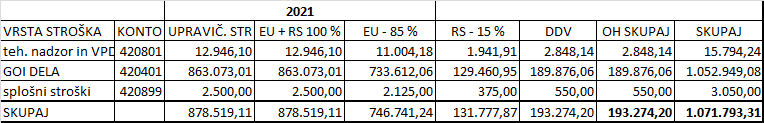 2021
VRSTA STROŠKA KONTO UPRAVIČ. STR EU + RS 100 % EU - 85 % RS - 15 % DDV OH SKUPAJ SKUPAJ
teh. nadzor in VPD 420801 12.946,10 12.946,10 11.004,18 1.941,91 2.848,14 2.848,14 15.794,24
GOI DELA 420401 863.073,01 863.073,01 733.612,06 129.460,95 189.876,06 189.876,06 1.052.949,08
splošni stroški 420899 2.500,00 2.500,00 2.125,00 375,00 550,00 550,00 3.050,00
SKUPAJ 878.519,11 878.519,11 746.741,24 131.777,87 193.274,20 193.274,20 1.071.793,31